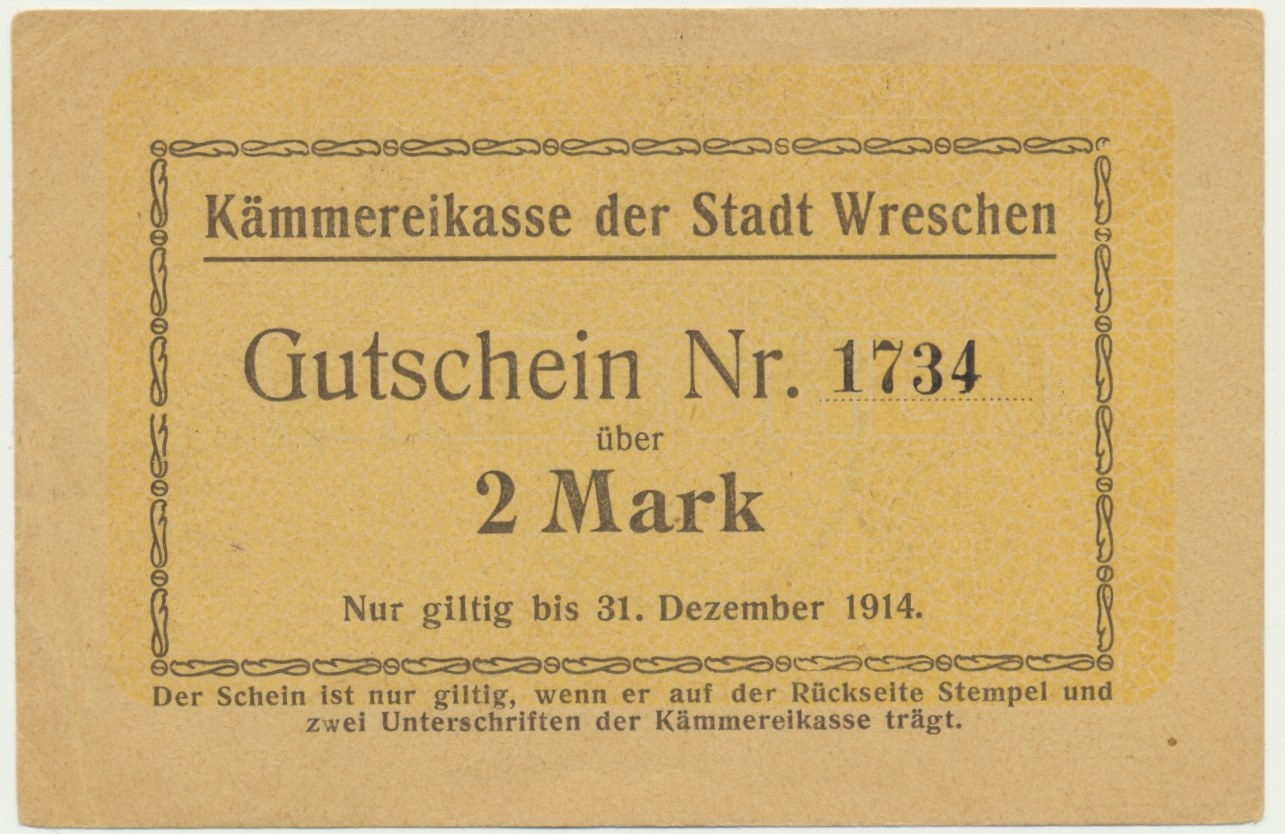 Kämmereikasse der Stadt Wreschen
Gutschein Nr. 1734
über
2 Mark
Nur giltig bis 31. Dezember 1914.
Der Schein ist nur giltig, wenn er auf der Rückseite Stempel und
zwei Unterschriften der Kämmereikasse trägt.